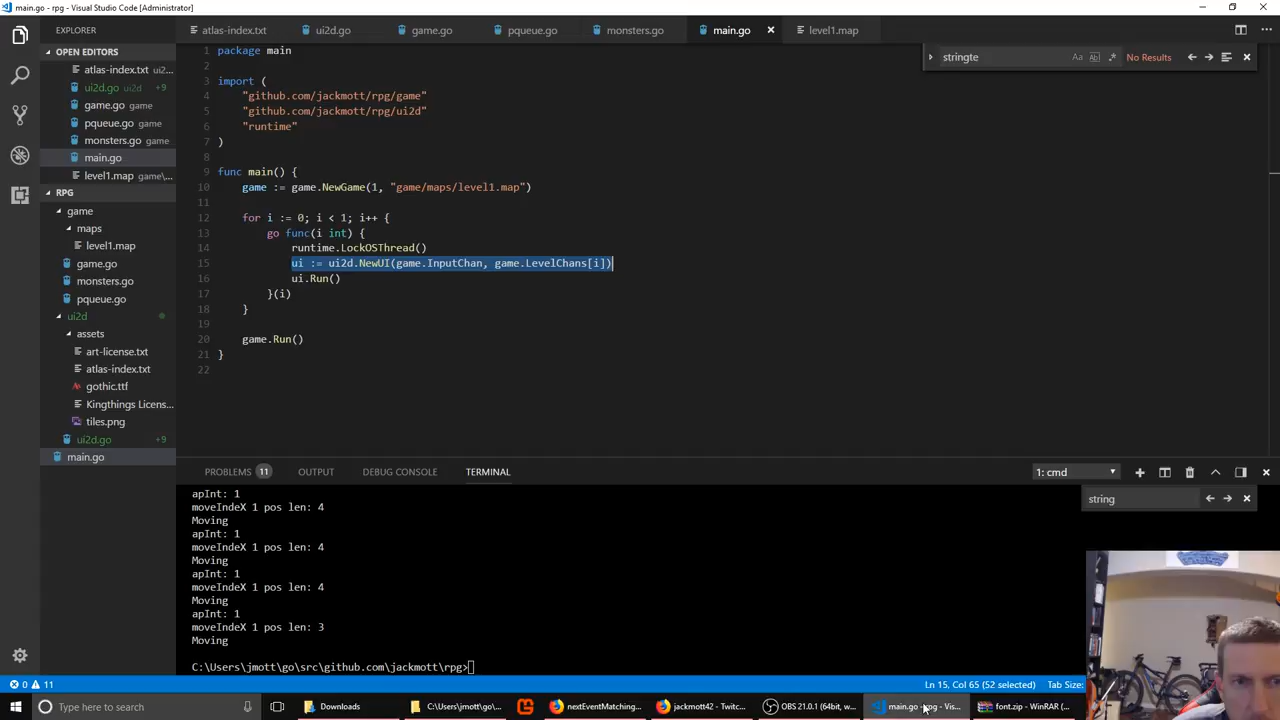 main.go - rpg - Visual Studio Code [Administrator]
EXPLORER
OPEN EDITORS
atlas-index.txt ui2...
ui2d.go ui2d +9
game.go game
pqueue.go game
monsters.go game
main.go
level1.map game\...
RPG
game
maps
level1.map
game.go
monsters.go
pqueue.go
ui2d
assets
art-license.txt
atlas-index.txt
gothic.ttf
Kingthings Licens...
tiles.png
ui2d.go +9
main.go
atlas-index.txt ui2d.go game.go pqueue.go monsters.go main.go level1.map
stringte No Results
1 package main
2
3 import (
4 "github.com/jackmott/rpg/game"
5 "github.com/jackmott/rpg/ui2d"
6 "runtime"
7 )
8
9 func main() {
10 game := game.NewGame(1, "game/maps/level1.map")
11
12 for i := 0; i < 1; i++ {
13 go func(i int) {
14 runtime.LockOSThread()
15 ui := ui2d.NewUI(game.InputChan, game.LevelChans[i])
16 ui.Run()
17 }(i)
18 }
19
20 game.Run()
21 }
22
PROBLEMS 11 OUTPUT DEBUG CONSOLE TERMINAL 1: cmd
string
apInt: 1
moveIndeX 1 pos len: 4
Moving
apInt: 1
moveIndeX 1 pos len: 4
Moving
apInt: 1
moveIndeX 1 pos len: 4
Moving
apInt: 1
moveIndeX 1 pos len: 3
Moving
C:\Users\jmott\go\src\github.com\jackmott\rpg>
0 11 Ln 15, Col 65 (52 selected) Tab Size:
Type here to search Downloads C:\Users\jmott\go\... nextEventMatching... jackmott42 - Twitc... OBS 21.0.1 (64bit, w... main.go - rpg - Vis... font.zip - WinRAR (...